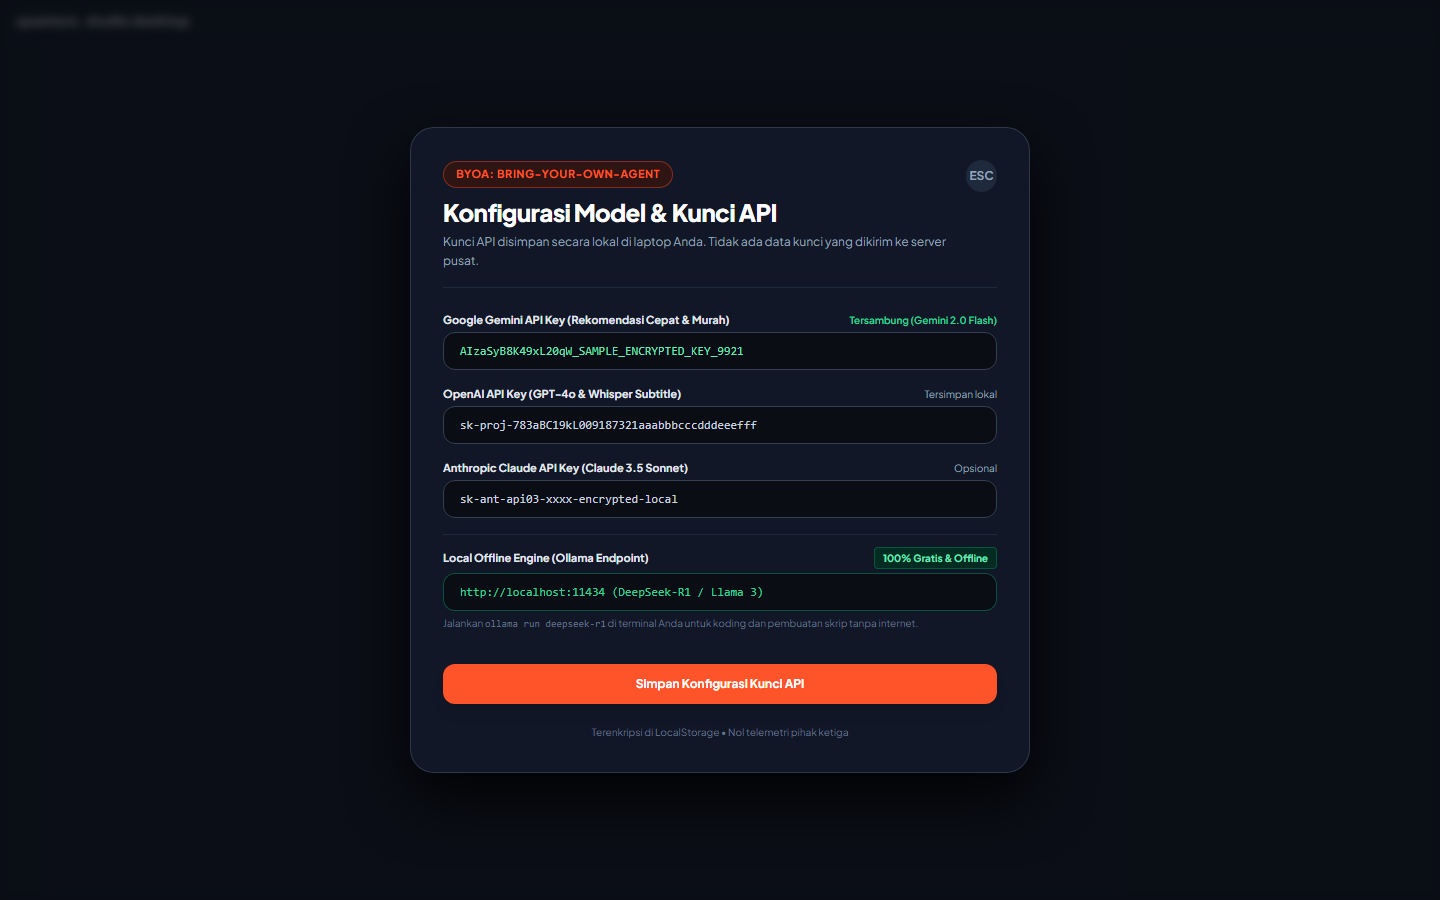 BYOA: BRING-YOUR-OWN-AGENT
ESC
Konfigurasi Model & Kunci API
Kunci API disimpan secara lokal di laptop Anda. Tidak ada data kunci yang dikirim ke server
pusat.
Google Gemini API Key (Rekomendasi Cepat & Murah)
Tersambung (Gemini 2.0 Flash)
AIzaSyB8K49xL20qW_SAMPLE_ENCRYPTED_KEY_9921
OpenAI API Key (GPT-4o & Whisper Subtitle)
Tersimpan lokal
sk-proj-783aBC19kL009187321aaabbbcccdddeeefff
Anthropic Claude API Key (Claude 3.5 Sonnet)
Opsional
sk-ant-api03-xxxx-encrypted-local
Local Offline Engine (Ollama Endpoint)
100% Gratis & Offline
http://localhost:11434 (DeepSeek-R1 / Llama 3)
Jalankan ollama run deepseek-r1 di terminal Anda untuk koding dan pembuatan skrip tanpa internet.
Simpan Konfigurasi Kunci API
Terenkripsi di LocalStorage • Nol telemetri pihak ketiga